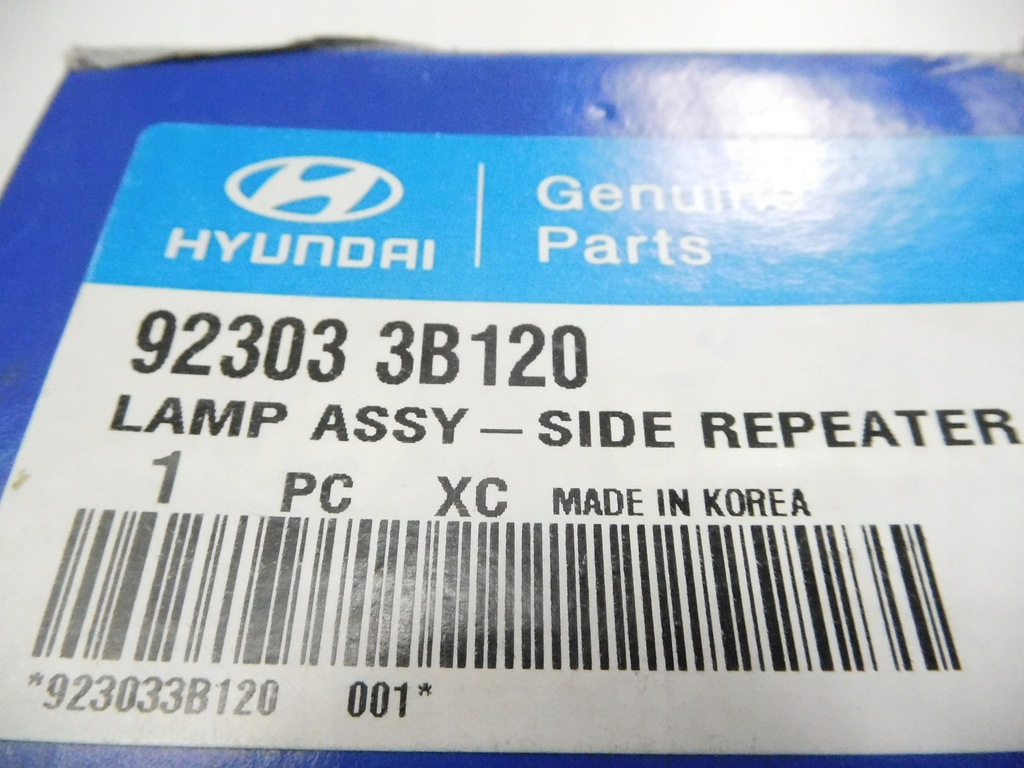 HYUNDAI
Genuine
Parts
92303 3B120
LAMP ASSY – SIDE REPEATER
1 PC XC MADE IN KOREA
*923033B120 001*